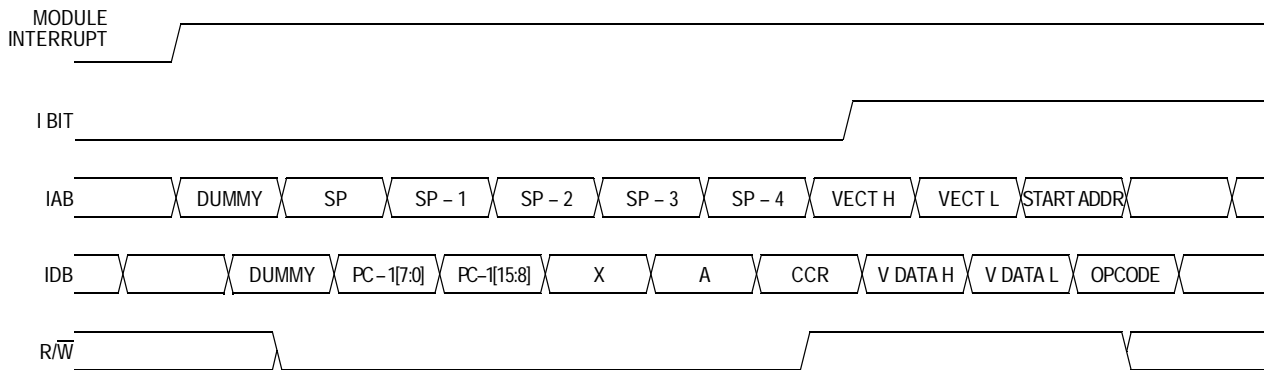 MODULE
INTERRUPT
I BIT
IAB DUMMY SP SP – 1 SP – 2 SP – 3 SP – 4 VECT H VECT L START ADDR
IDB DUMMY PC – 1[7:0] PC–1[15:8] X A CCR V DATA H V DATA L OPCODE
R/W̅